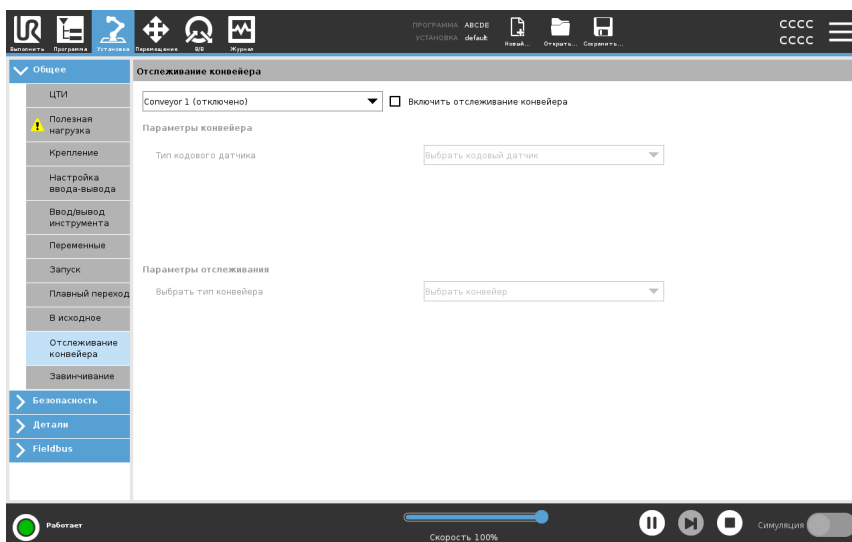 ПРОГРАММА ABCDE
УСТАНОВКА default
CCCC
CCCC
Выполнить Программа Установка Перемещение В/В Журнал
Новый... Открыть... Сохранить...
Общее
ЦТИ
Полезная
нагрузка
Крепление
Настройка
ввода-вывода
Ввод/вывод
инструмента
Переменные
Запуск
Плавный переход
В исходное
Отслеживание
конвейера
Завинчивание
Безопасность
Детали
Fieldbus
Отслеживание конвейера
Conveyor 1 (отключено)
Включить отслеживание конвейера
Параметры конвейера
Тип кодового датчика
Выбрать кодовый датчик
Параметры отслеживания
Выбрать тип конвейера
Выбрать конвейер
Работает
Скорость 100%
Симуляция